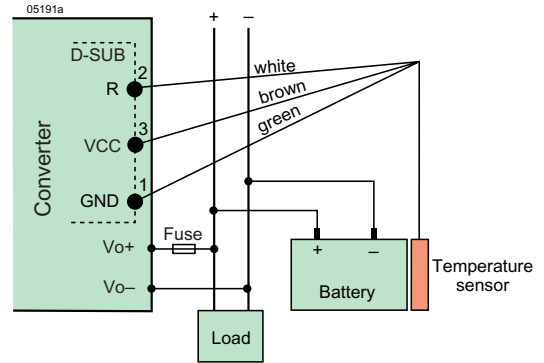 05191a
+ –
D-SUB
2
R
white
brown
3
VCC
green
1
GND
Converter
Fuse
Vo+
+ –
Battery
Temperature
sensor
Vo–
Load